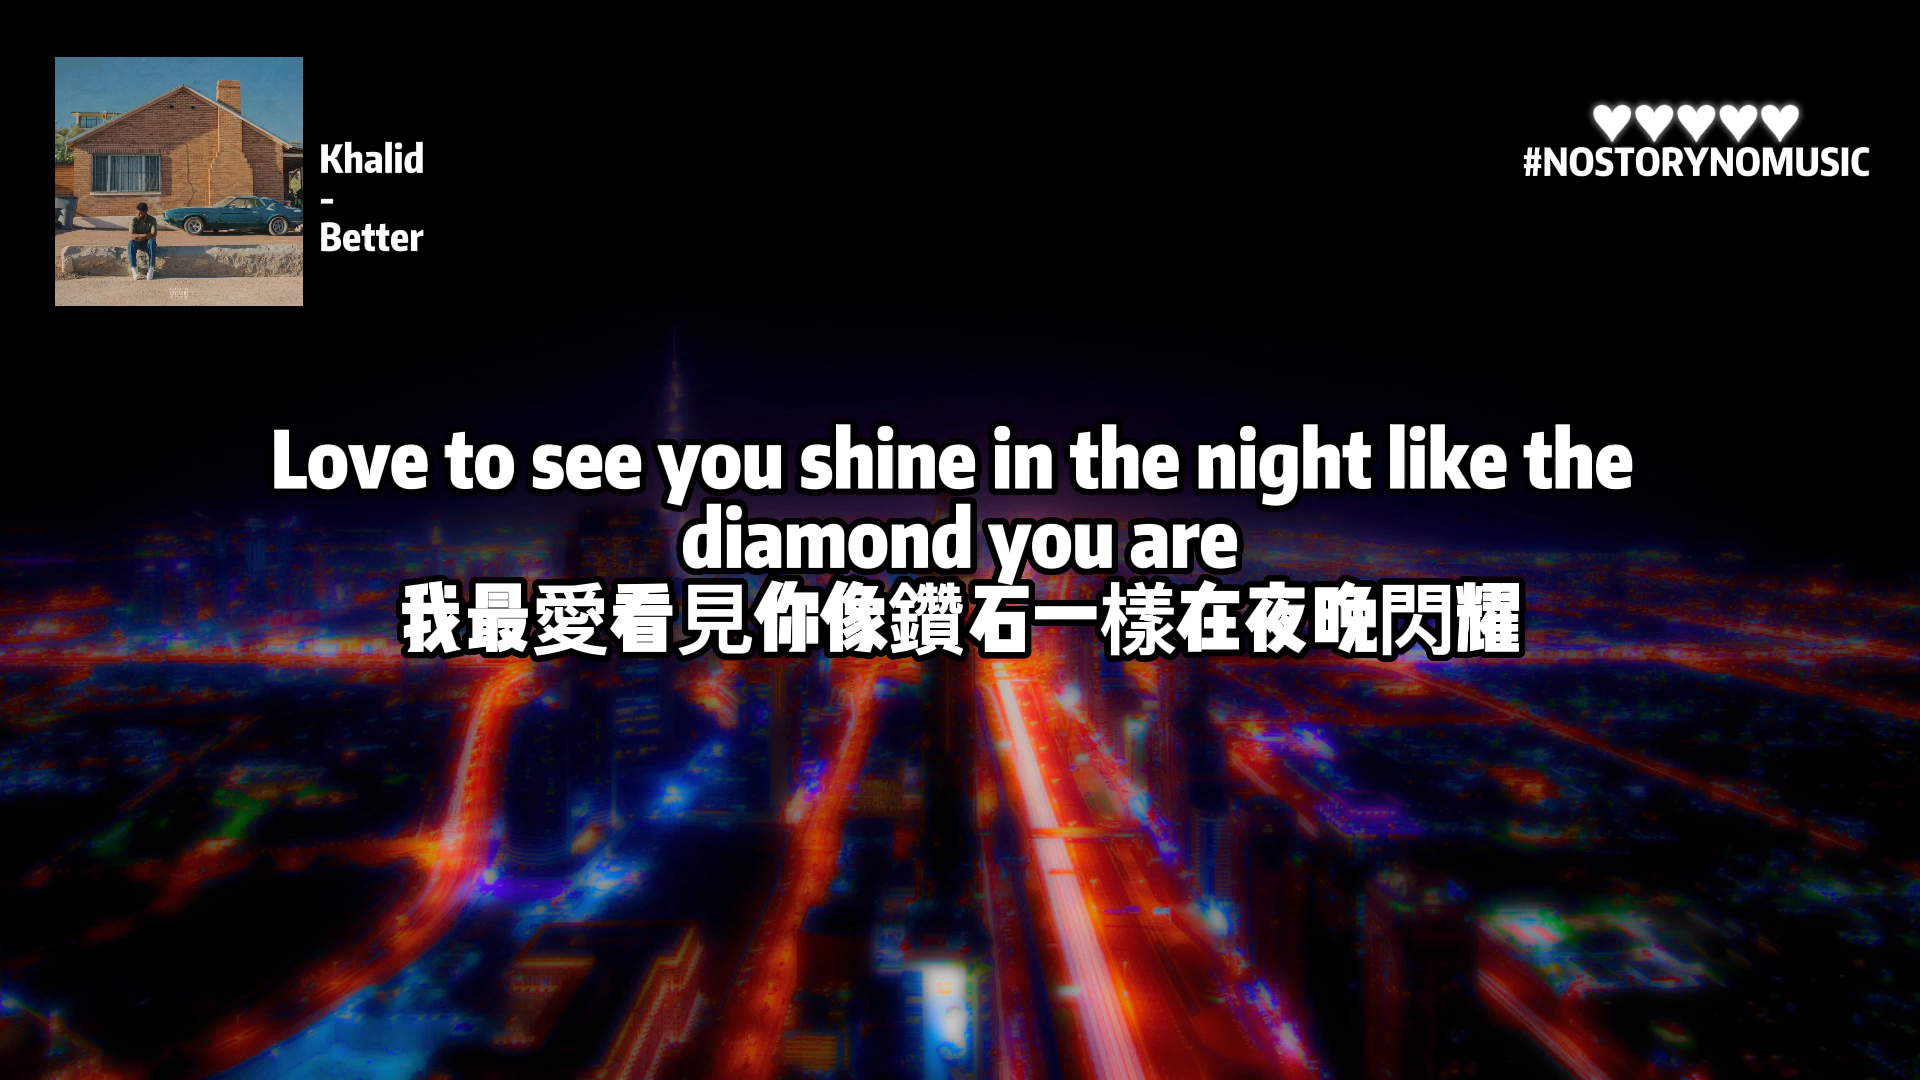 Khalid
-
Better
♥♥♥♥♥
#NOSTORYNOMUSIC
Love to see you shine in the night like the
diamond you are
我最愛看見你像鑽石一樣在夜晚閃耀